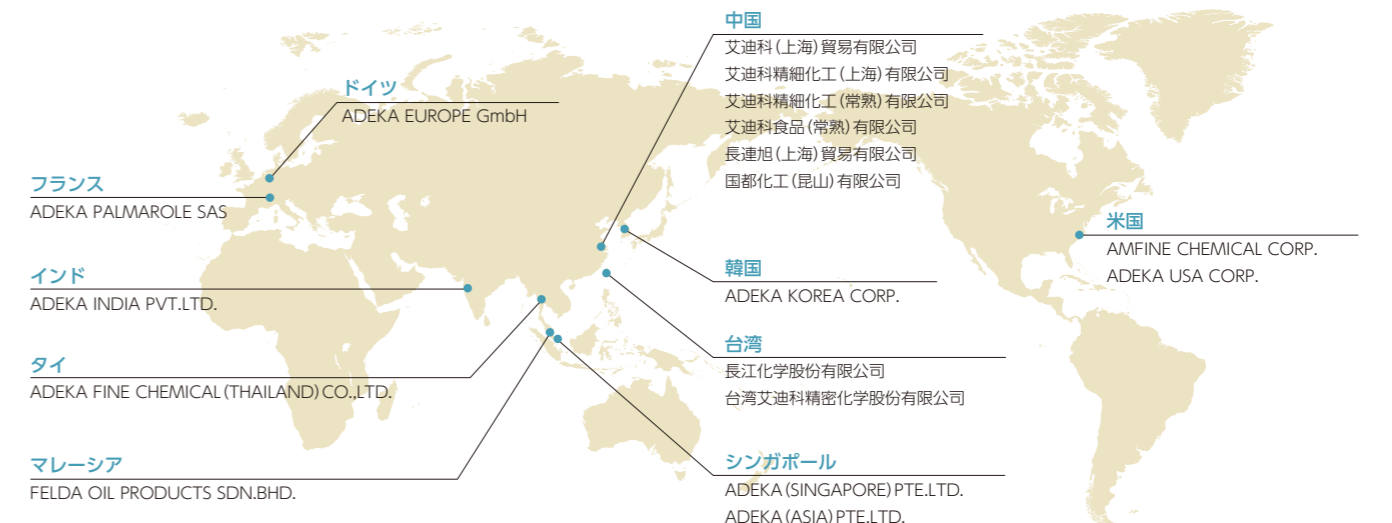 中国
艾迪科(上海)貿易有限公司
艾迪科精細化工(上海)有限公司
艾迪科精細化工(常熟)有限公司
艾迪科食品(常熟)有限公司
長連旭(上海)貿易有限公司
国都化工(昆山)有限公司
ドイツ
ADEKA EUROPE GmbH
フランス
ADEKA PALMAROLE SAS
米国
AMFINE CHEMICAL CORP.
ADEKA USA CORP.
インド
ADEKA INDIA PVT.LTD.
韓国
ADEKA KOREA CORP.
タイ
ADEKA FINE CHEMICAL(THAILAND)CO.,LTD.
台湾
長江化学股份有限公司
台湾艾迪科精密化学股份有限公司
マレーシア
FELDA OIL PRODUCTS SDN.BHD.
シンガポール
ADEKA(SINGAPORE)PTE.LTD.
ADEKA(ASIA)PTE.LTD.